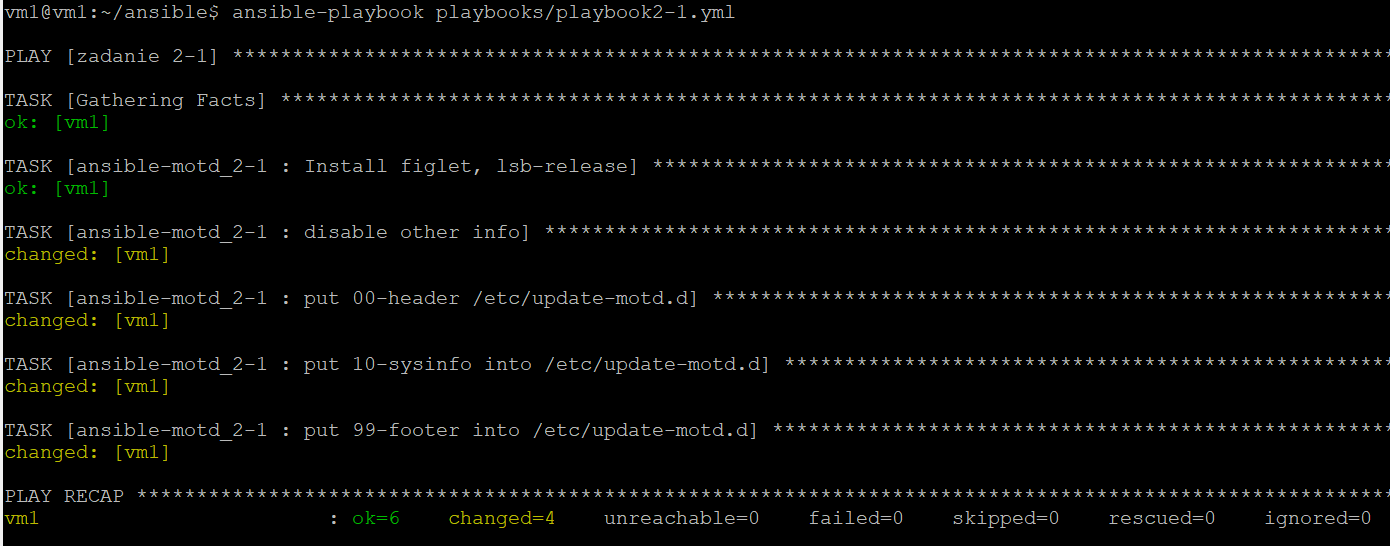 vm1@vm1:~/ansible$ ansible-playbook playbooks/playbook2-1.yml
PLAY [zadanie 2-1] *************************************************************************************************
TASK [Gathering Facts] *********************************************************************************************
ok: [vm1]
TASK [ansible-motd_2-1 : Install figlet, lsb-release] **************************************************************
ok: [vm1]
TASK [ansible-motd_2-1 : disable other info] ***********************************************************************
changed: [vm1]
TASK [ansible-motd_2-1 : put 00-header /etc/update-motd.d] *********************************************************
changed: [vm1]
TASK [ansible-motd_2-1 : put 10-sysinfo into /etc/update-motd.d] ***************************************************
changed: [vm1]
TASK [ansible-motd_2-1 : put 99-footer into /etc/update-motd.d] ****************************************************
changed: [vm1]
PLAY RECAP *********************************************************************************************************
vm1                        : ok=6    changed=4    unreachable=0    failed=0    skipped=0    rescued=0    ignored=0